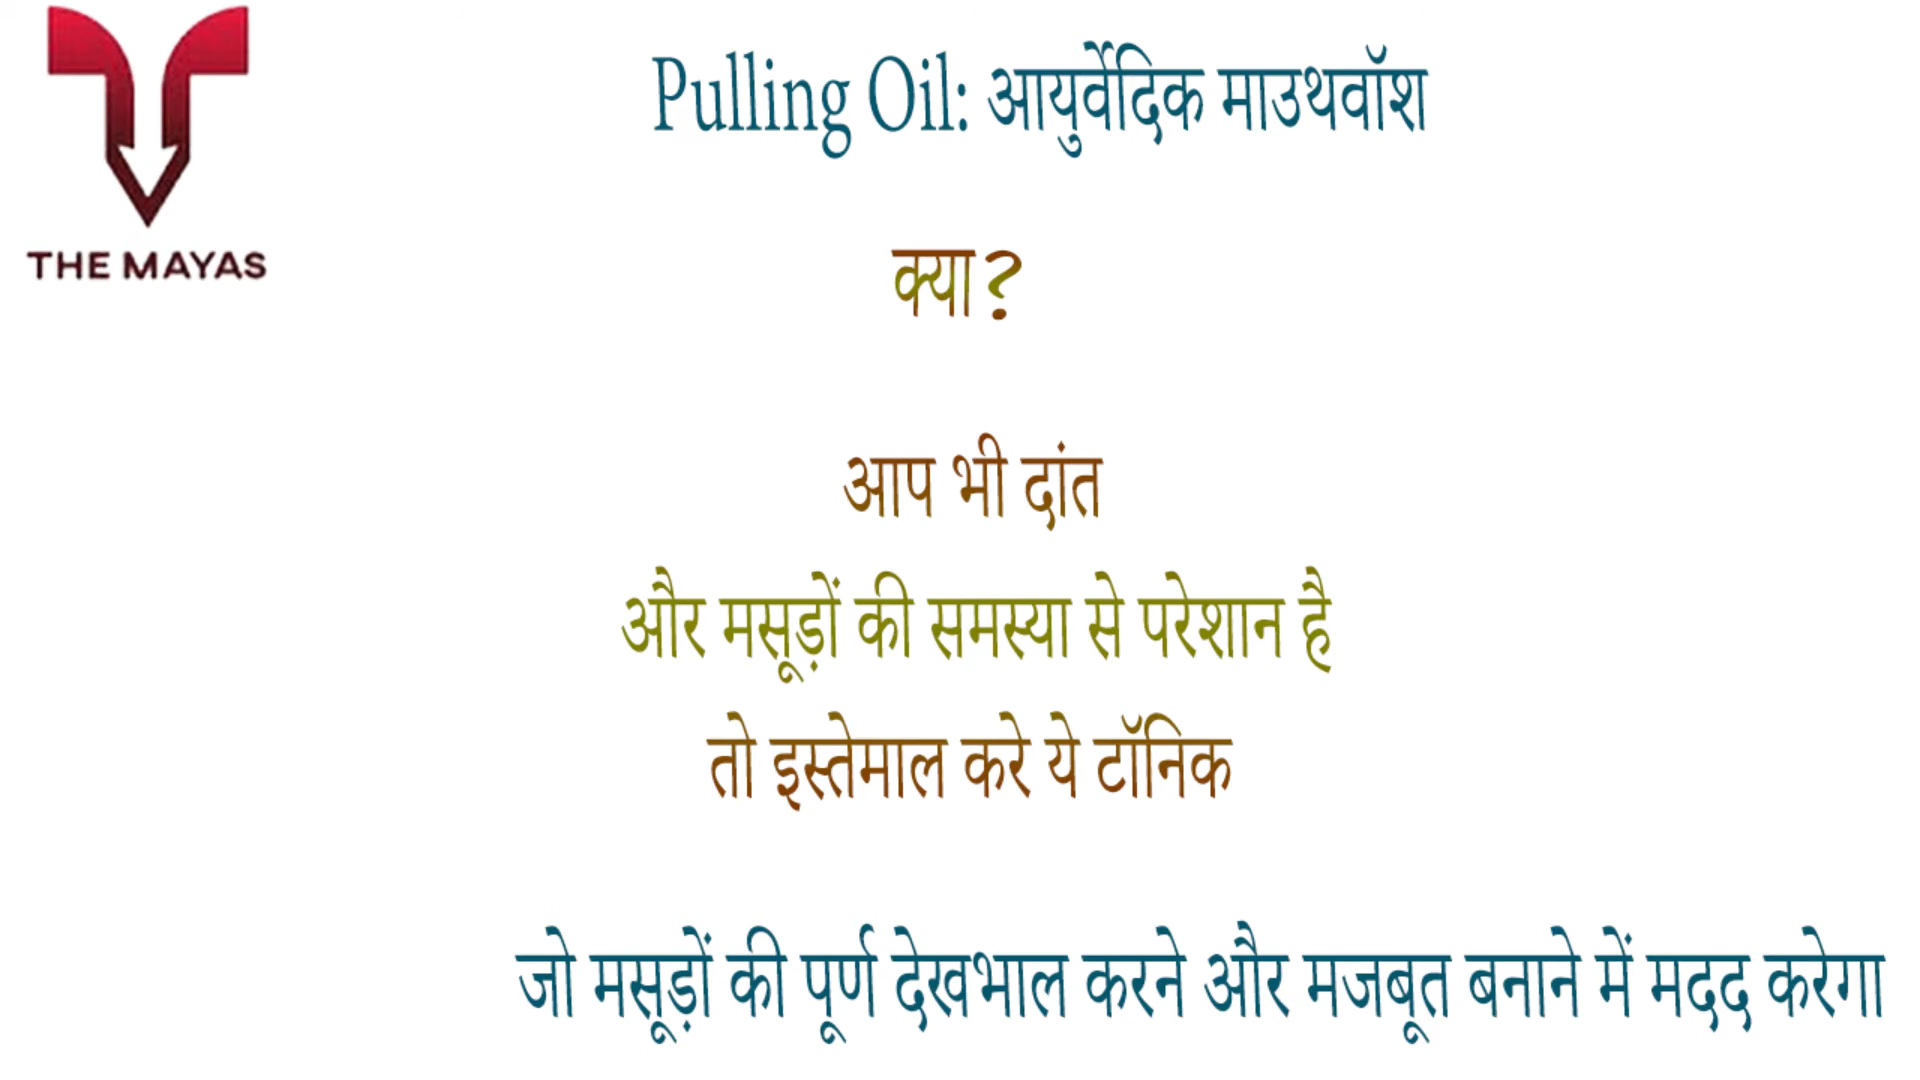 THE MAYAS
Pulling Oil: आयुर्वेदिक माउथवॉश
क्या?
आप भी दांत
और मसूड़ों की समस्या से परेशान है
तो इस्तेमाल करे ये टॉनिक
जो मसूड़ों की पूर्ण देखभाल करने और मजबूत बनाने में मदद करेगा